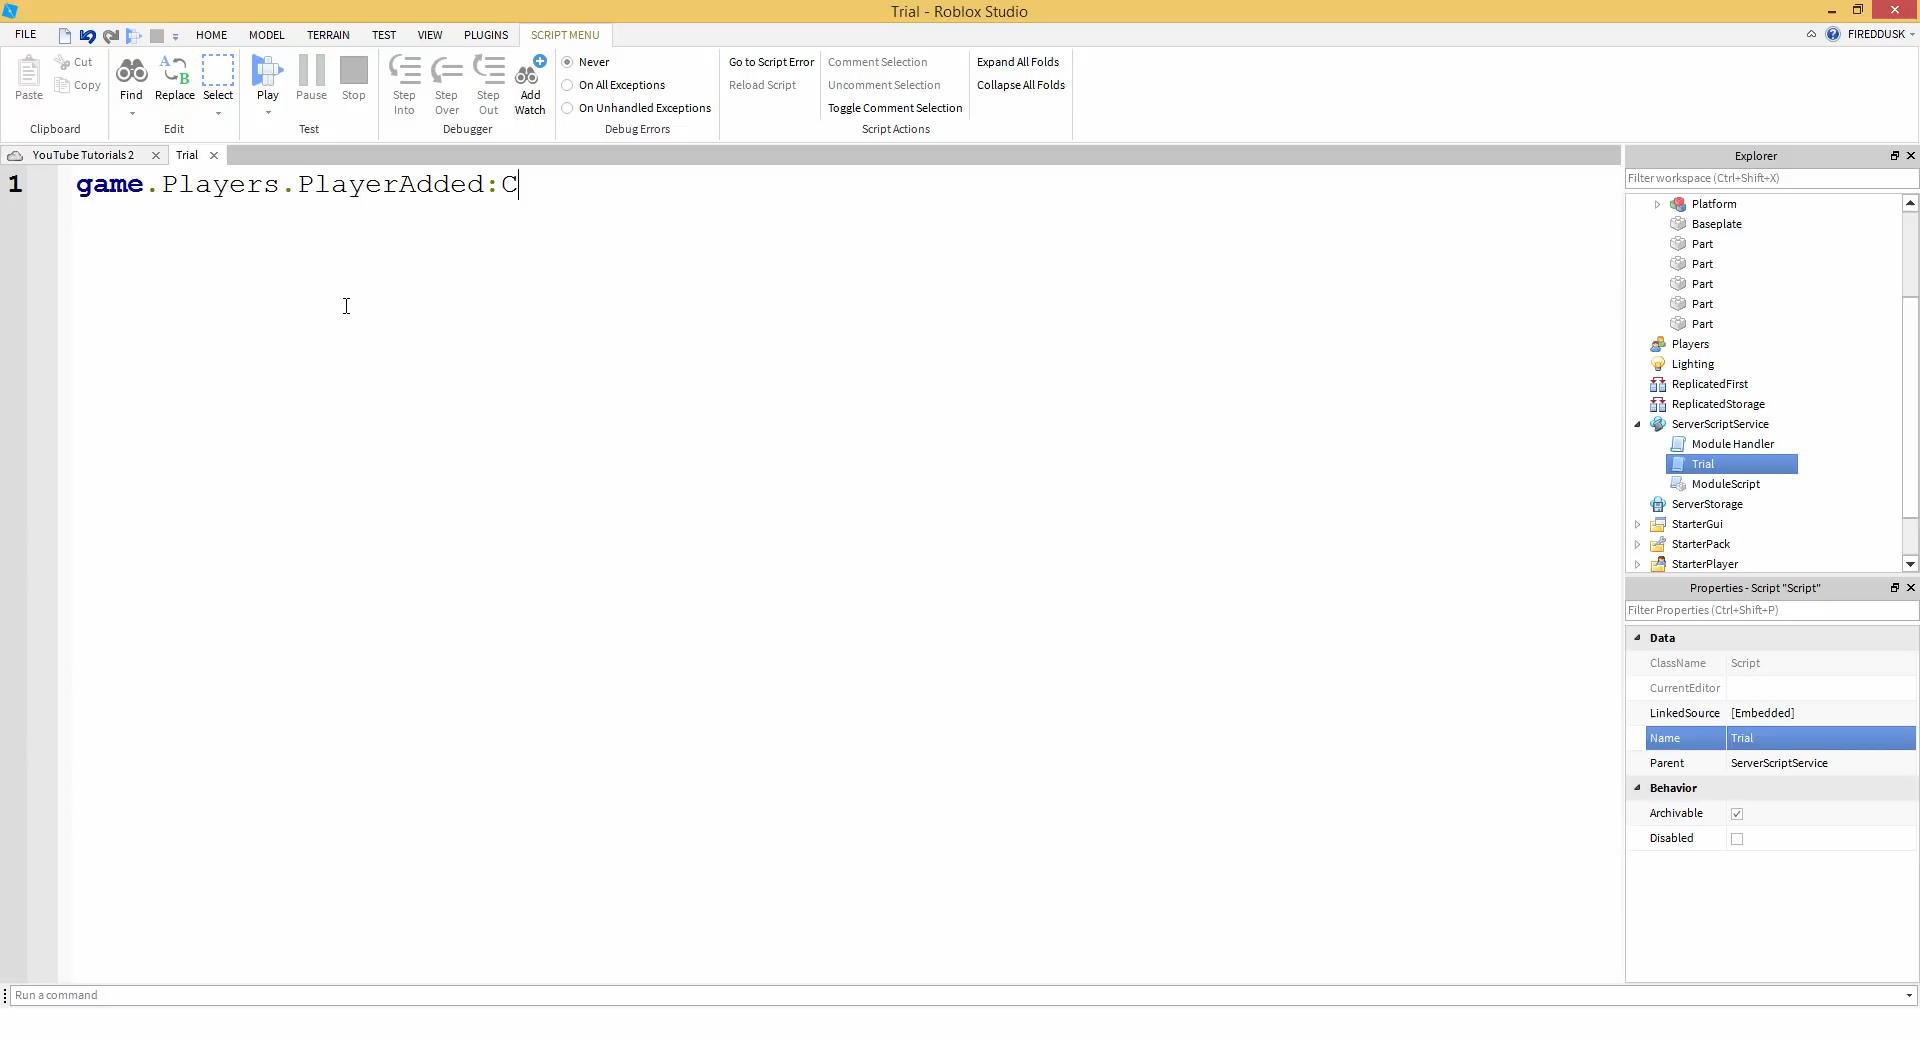 Trial - Roblox Studio
FILE HOME MODEL TERRAIN TEST VIEW PLUGINS SCRIPT MENU FIREDDUSK
Paste Cut Copy
Clipboard
Find Replace Select
Edit
Play Pause Stop
Test
Step Into Step Over Step Out Add Watch
Debugger
Never
On All Exceptions
On Unhandled Exceptions
Debug Errors
Go to Script Error
Reload Script
Comment Selection
Uncomment Selection
Toggle Comment Selection
Script Actions
Expand All Folds
Collapse All Folds
YouTube Tutorials 2 Trial
1 game.Players.PlayerAdded:C
Explorer
Filter workspace (Ctrl+Shift+X)
Platform
Baseplate
Part
Part
Part
Part
Part
Players
Lighting
ReplicatedFirst
ReplicatedStorage
ServerScriptService
Module Handler
Trial
ModuleScript
ServerStorage
StarterGui
StarterPack
StarterPlayer
Properties - Script "Script"
Filter Properties (Ctrl+Shift+P)
Data
ClassName Script
CurrentEditor
LinkedSource [Embedded]
Name Trial
Parent ServerScriptService
Behavior
Archivable
Disabled
Run a command